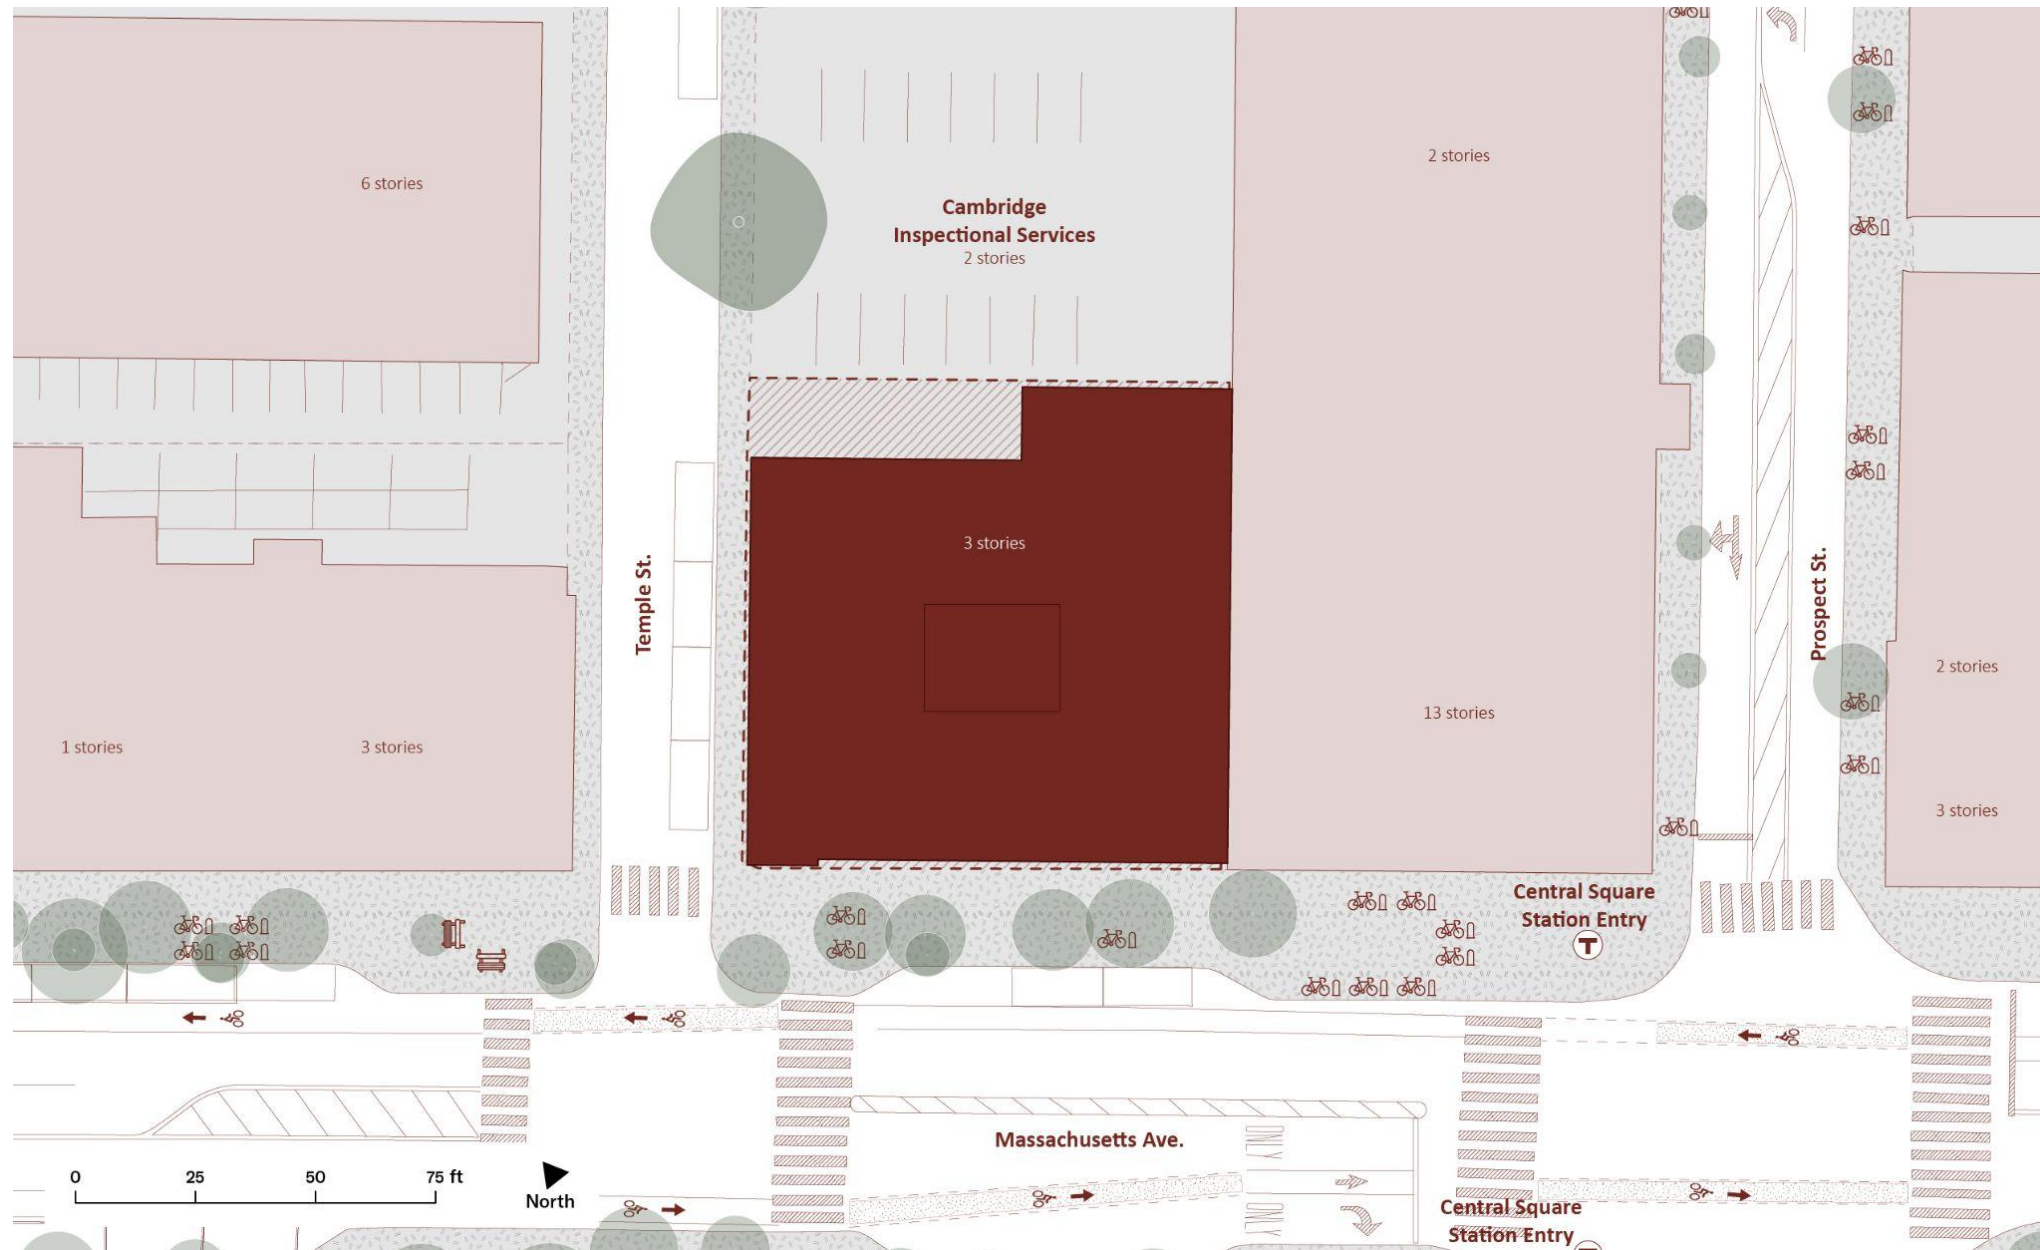 6 stories
2 stories
Cambridge
Inspectional Services
2 stories
3 stories
Temple St.
Prospect St.
2 stories
13 stories
1 stories
3 stories
3 stories
Central Square
Station Entry
T
Massachusetts Ave.
ONLY
0 25 50 75 ft
North
ONLY
Central Square
Station Entry